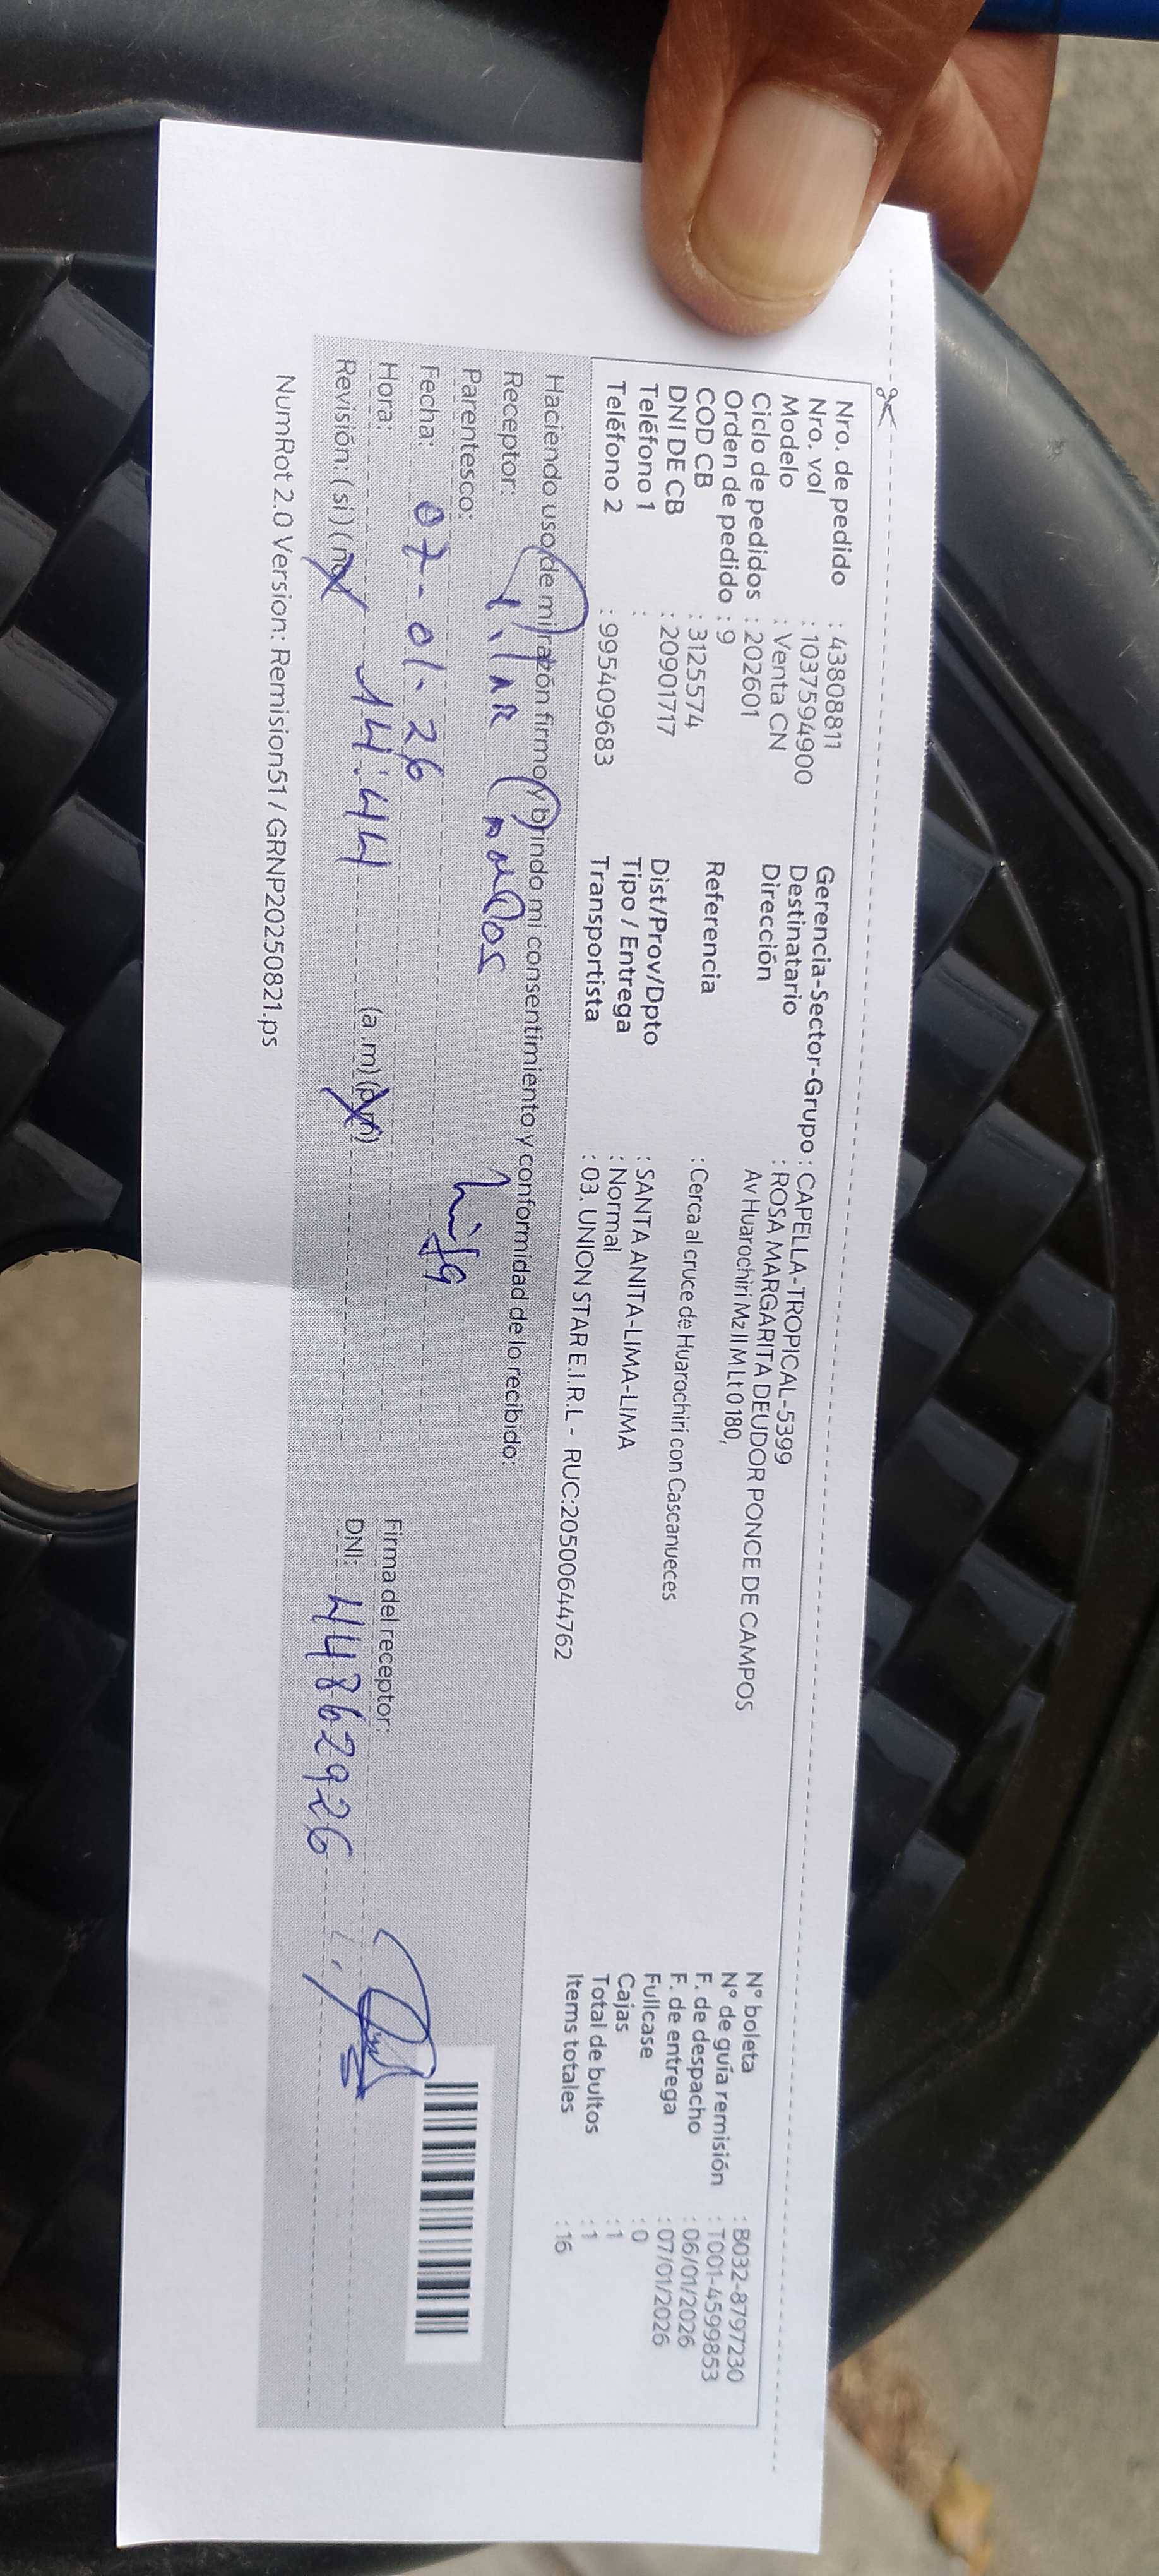 Nro. de pedido : 43808811
Nro. vol : 1037594900
Modelo : Venta CN
Ciclo de pedidos : 202601
Orden de pedido : 9
COD CB : 3125574
DNI DE CB : 20901717
Teléfono 1 :
Teléfono 2 : 995409683
Gerencia-Sector-Grupo : CAPELLA-TROPICAL-5399
Destinatario : ROSA MARGARITA DEUDOR PONCE DE CAMPOS
Dirección Av Huarochiri Mz II M Lt 0 180,
Referencia : Cerca al cruce de Huarochiri con Cascanueces
Dist/Prov/Dpto : SANTA ANITA-LIMA-LIMA
Tipo / Entrega : Normal
Transportista : 03. UNION STAR E.I.R.L - RUC:20500644762
N° boleta : B032-8797230
N° de guía remisión : T001-4599853
F. de despacho : 06/01/2026
F. de entrega : 07/01/2026
Fullcase : 0
Cajas : 1
Total de bultos : 1
Items totales : 16
Haciendo uso de mi razón firmo y brindo mi consentimiento y conformidad de lo recibido:
Receptor: Pilar
Parentesco: hija
Fecha: 07-01-26
Hora: 14:44 (a.m) (p.m)
Revisión: (si) (no)
Firma del receptor:
DNI: 44862926
NumRot 2.0 Version: Remision51 / GRNP20250821.ps